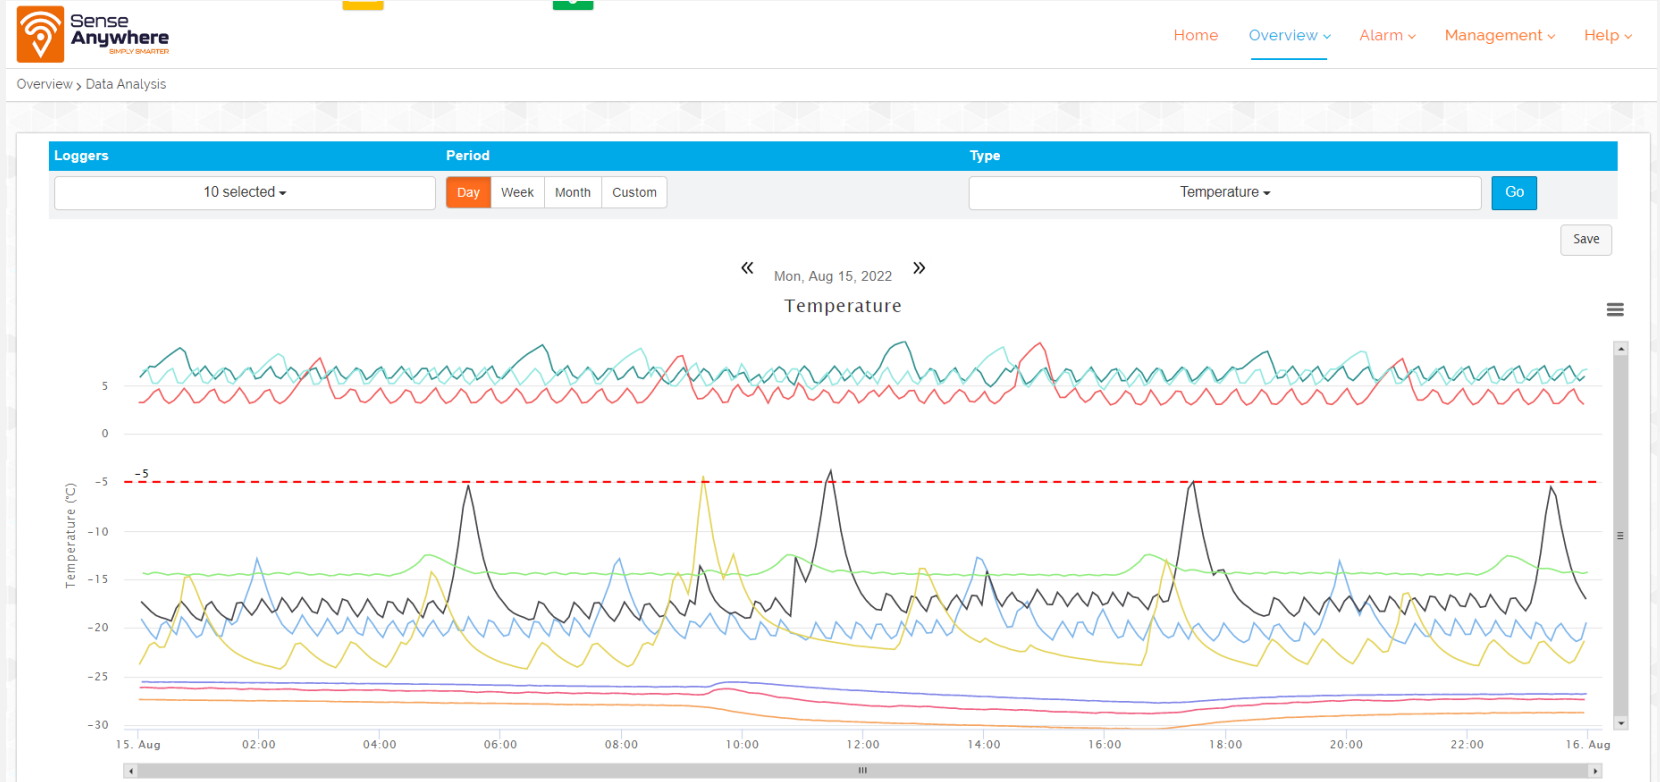 Sense
Anywhere
SIMPLY SMARTER
Home Overview Alarm Management Help
Overview > Data Analysis
Loggers Period Type
10 selected Day Week Month Custom Temperature Go
Save
« Mon, Aug 15, 2022 »
Temperature
5
0
-5
-5
-10
-15
-20
-25
-30
Temperature (°C)
15. Aug 02:00 04:00 06:00 08:00 10:00 12:00 14:00 16:00 18:00 20:00 22:00 16. Aug